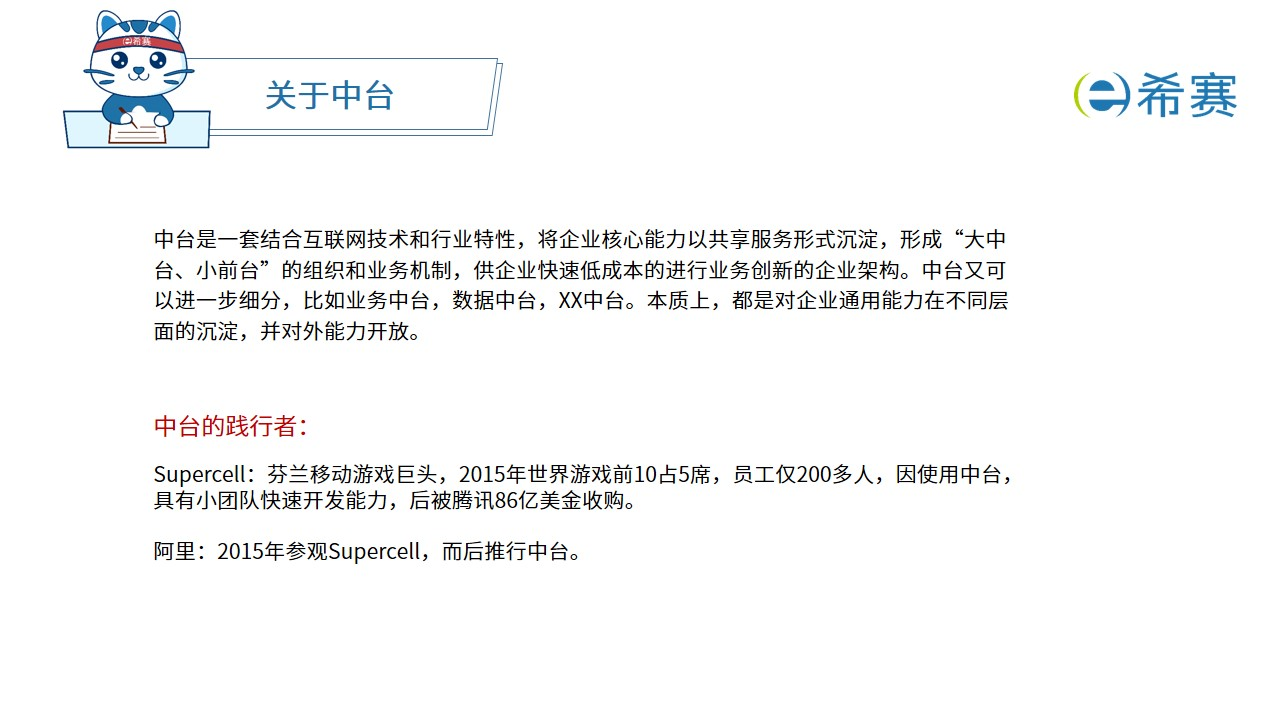 希赛
关于中台
希赛
中台是一套结合互联网技术和行业特性，将企业核心能力以共享服务形式沉淀，形成“大中
台、小前台”的组织和业务机制，供企业快速低成本的进行业务创新的企业架构。中台又可
以进一步细分，比如业务中台，数据中台，XX中台。本质上，都是对企业通用能力在不同层
面的沉淀，并对外能力开放。
中台的践行者：
Supercell：芬兰移动游戏巨头，2015年世界游戏前10占5席，员工仅200多人，因使用中台，
具有小团队快速开发能力，后被腾讯86亿美金收购。
阿里：2015年参观Supercell，而后推行中台。